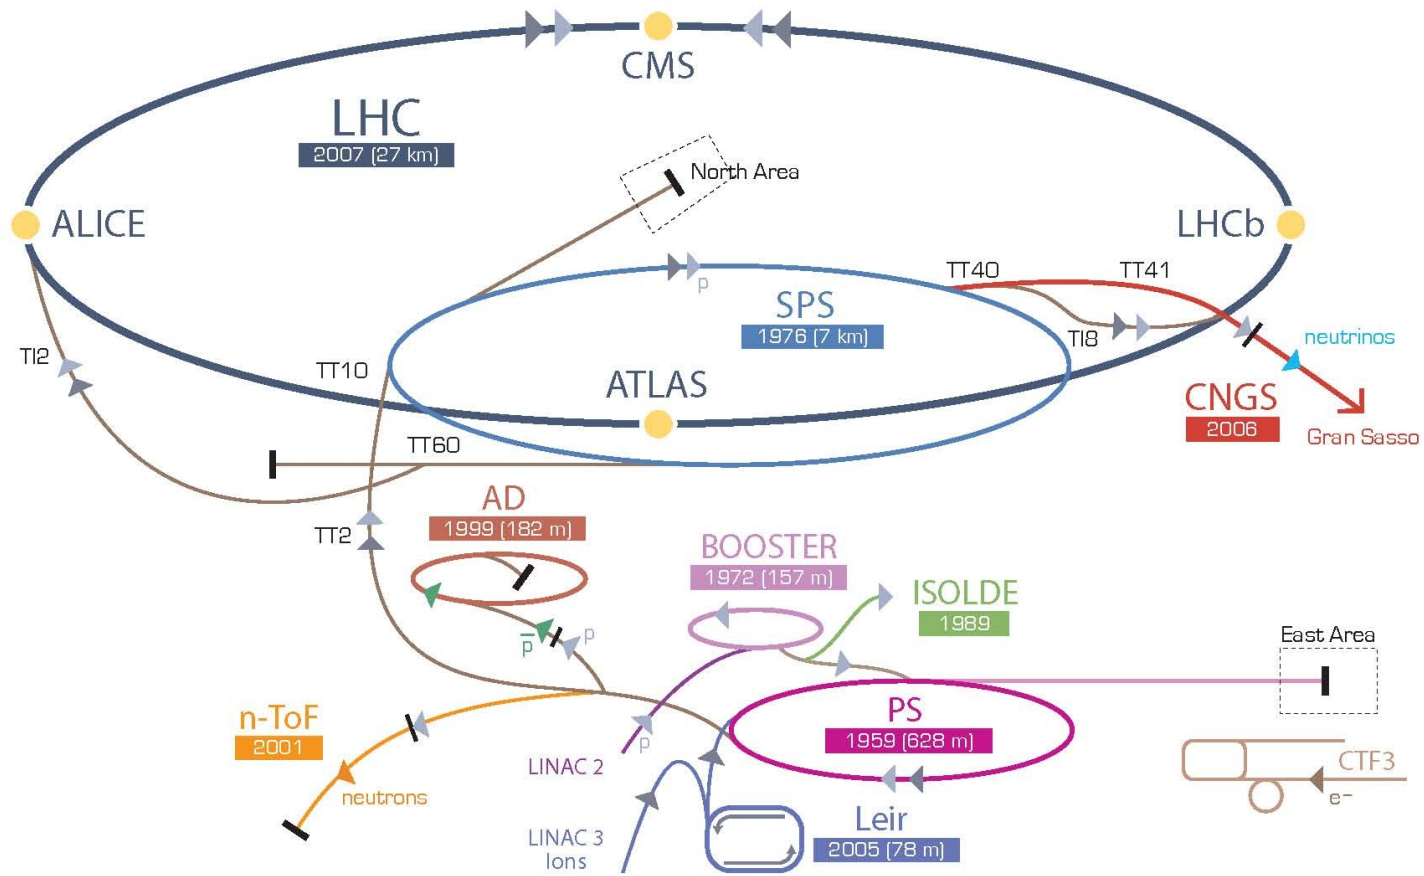 CMS
LHC
2007 (27 km)
North Area
ALICE
LHCb
TT40
TT41
SPS
1976 (7 km)
p
TI8
neutrinos
TI2
TT10
ATLAS
CNGS
2006
Gran Sasso
TT60
AD
1999 (182 m)
TT2
BOOSTER
1972 (157 m)
ISOLDE
1989
p
p̅
East Area
n-ToF
2001
neutrons
p
LINAC 2
PS
1959 (628 m)
CTF3
e–
LINAC 3
Ions
Leir
2005 (78 m)